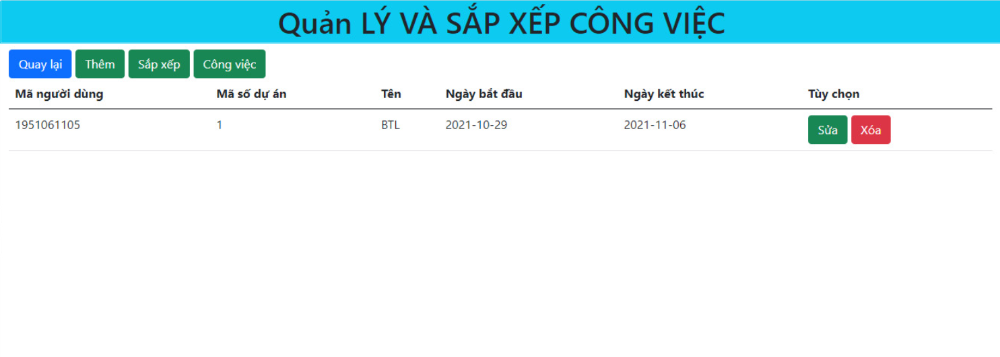 Quản LÝ VÀ SẮP XẾP CÔNG VIỆC
Quay lại Thêm Sắp xếp Công việc
Mã người dùng Mã số dự án Tên Ngày bắt đầu Ngày kết thúc Tùy chọn
1951061105 1 BTL 2021-10-29 2021-11-06 Sửa Xóa